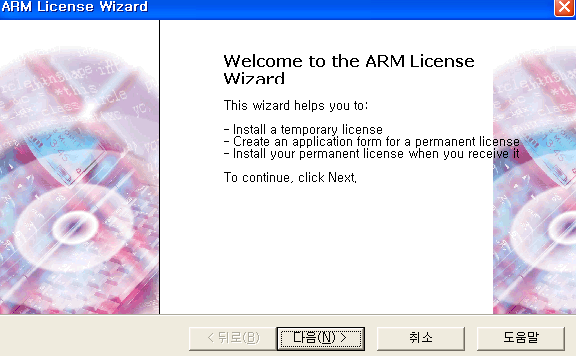 ARM License Wizard
Welcome to the ARM License
Wizard
This wizard helps you to:
- Install a temporary license
- Create an application form for a permanent license
- Install your permanent license when you receive it
To continue, click Next.
< 뒤로(B)
다음(N) >
취소
도움말